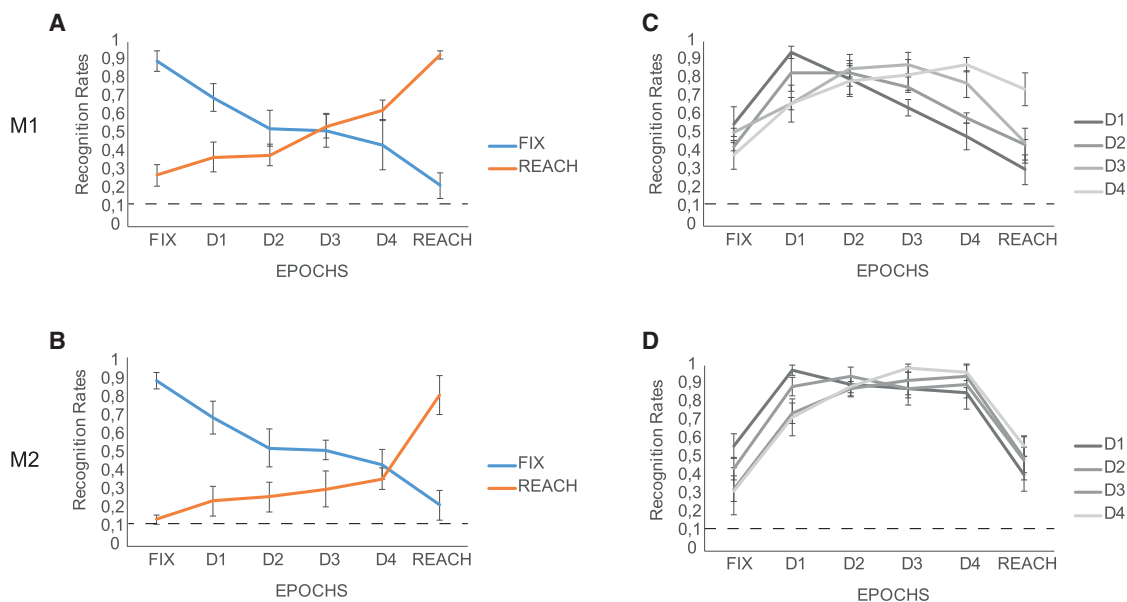 A
M1
Recognition Rates
1
0,9
0,8
0,7
0,6
0,5
0,4
0,3
0,2
0,1
0
FIX D1 D2 D3 D4 REACH
EPOCHS
FIX
REACH
C
Recognition Rates
1
0,9
0,8
0,7
0,6
0,5
0,4
0,3
0,2
0,1
0
FIX D1 D2 D3 D4 REACH
EPOCHS
D1
D2
D3
D4
B
M2
Recognition Rates
1
0,9
0,8
0,7
0,6
0,5
0,4
0,3
0,2
0,1
0
FIX D1 D2 D3 D4 REACH
EPOCHS
FIX
REACH
D
Recognition Rates
1
0,9
0,8
0,7
0,6
0,5
0,4
0,3
0,2
0,1
0
FIX D1 D2 D3 D4 REACH
EPOCHS
D1
D2
D3
D4